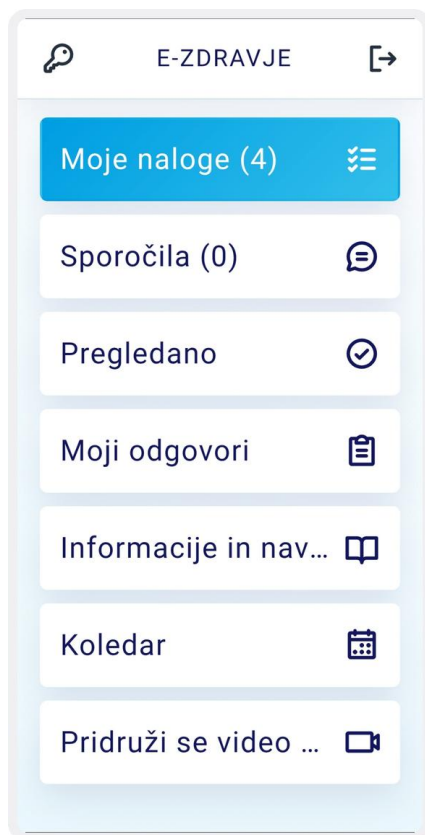 E-ZDRAVJE
Moje naloge (4)
Sporočila (0)
Pregledano
Moji odgovori
Informacije in nav...
Koledar
Pridruži se video ...